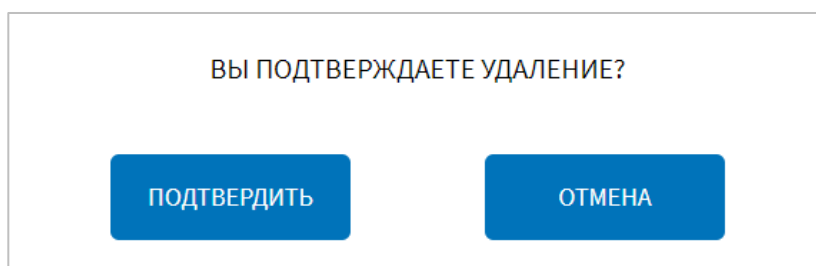 ВЫ ПОДТВЕРЖДАЕТЕ УДАЛЕНИЕ?
ПОДТВЕРДИТЬ
ОТМЕНА